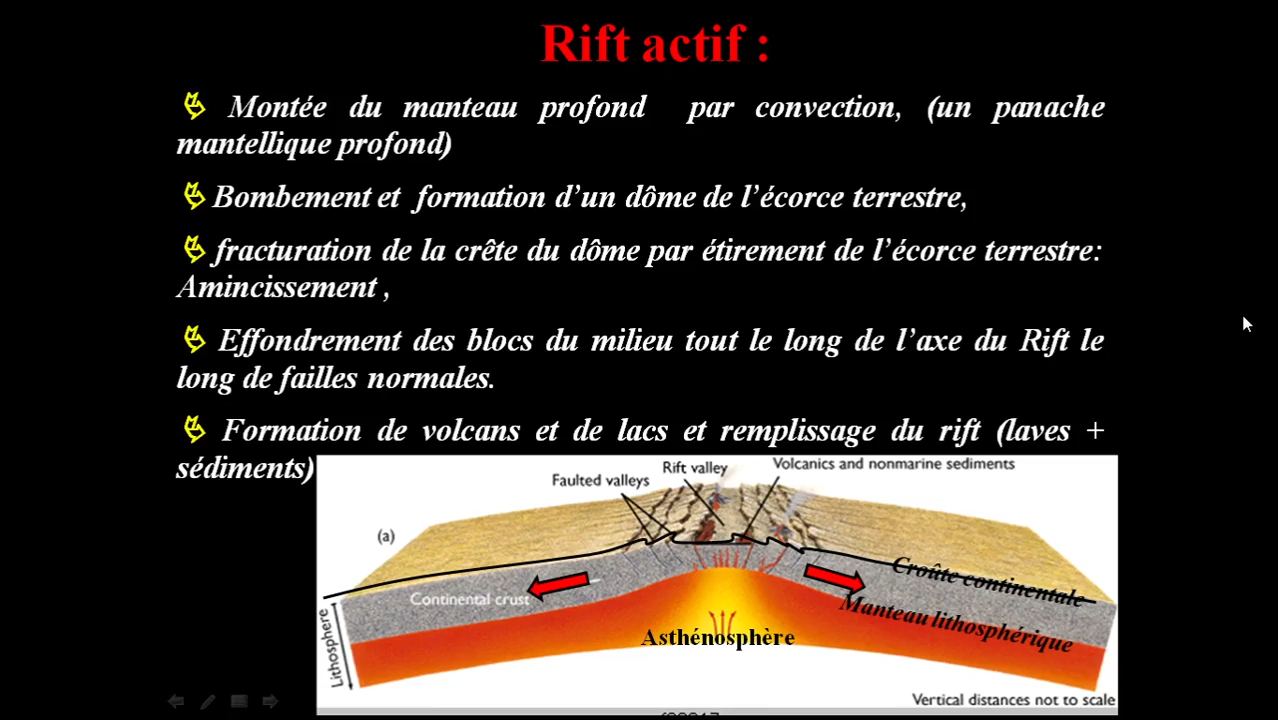 Rift actif :
Montée du manteau profond par convection, (un panache
mantellique profond)
Bombement et formation d’un dôme de l’écorce terrestre,
fracturation de la crête du dôme par étirement de l’écorce terrestre:
Amincissement ,
Effondrement des blocs du milieu tout le long de l’axe du Rift le
long de failles normales.
Formation de volcans et de lacs et remplissage du rift (laves +
sédiments)
Rift valley
Volcanics and nonmarine sediments
Faulted valleys
(a)
Croûte continentale
Continental crust
Manteau lithosphérique
Lithosphere
Asthénosphère
Vertical distances not to scale